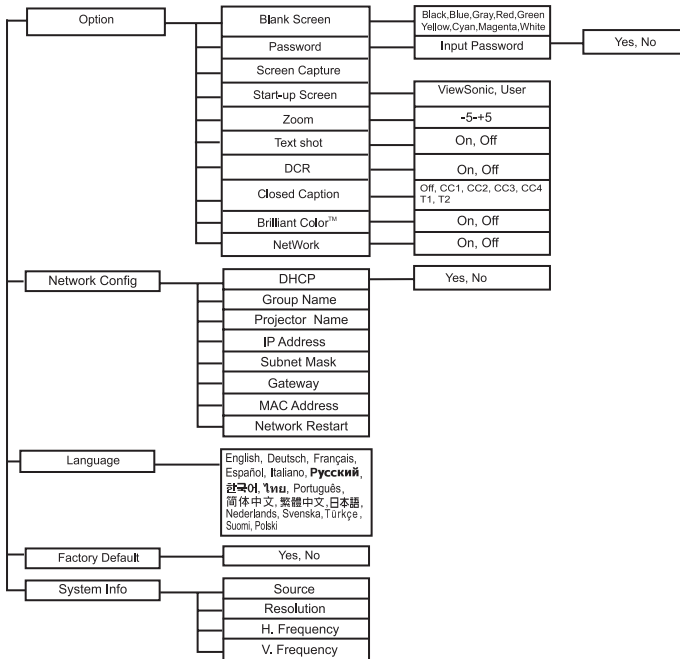 Option
Blank Screen
Black,Blue,Gray,Red,Green
Yellow,Cyan,Magenta,White
Password
Input Password
Yes, No
Screen Capture
Start-up Screen
ViewSonic, User
Zoom
-5-+5
Text shot
On, Off
DCR
On, Off
Closed Caption
Off, CC1, CC2, CC3, CC4
T1, T2
Brilliant Color™
On, Off
NetWork
On, Off
Network Config
DHCP
Yes, No
Group Name
Projector Name
IP Address
Subnet Mask
Gateway
MAC Address
Network Restart
Language
English, Deutsch, Français,
Español, Italiano, Русский,
한국어, ไทย, Português,
简体中文, 繁體中文, 日本語,
Nederlands, Svenska, Türkçe,
Suomi, Polski
Factory Default
Yes, No
System Info
Source
Resolution
H. Frequency
V. Frequency